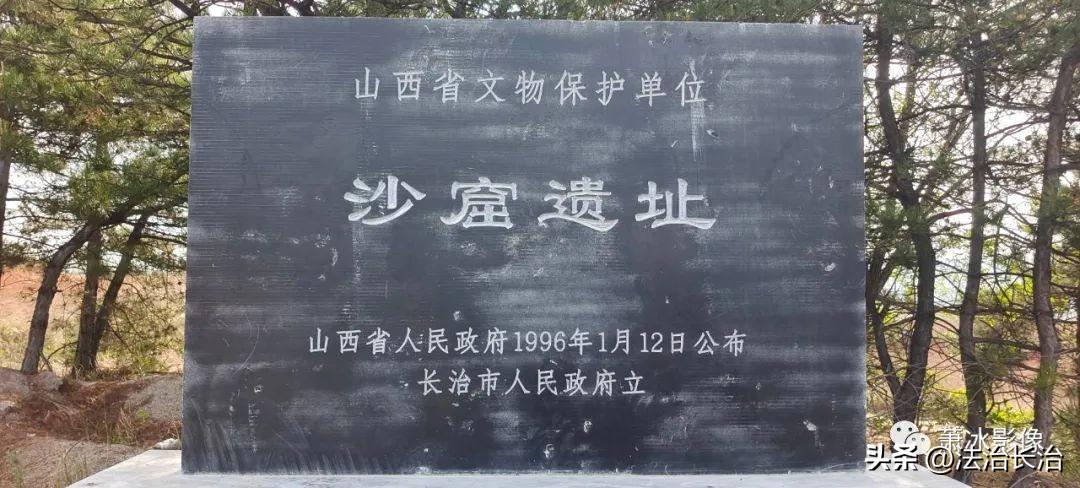 山西省文物保护单位
沙窟遗址
山西省人民政府1996年1月12日公布
长治市人民政府立
萧冰影像
头条@法治长治